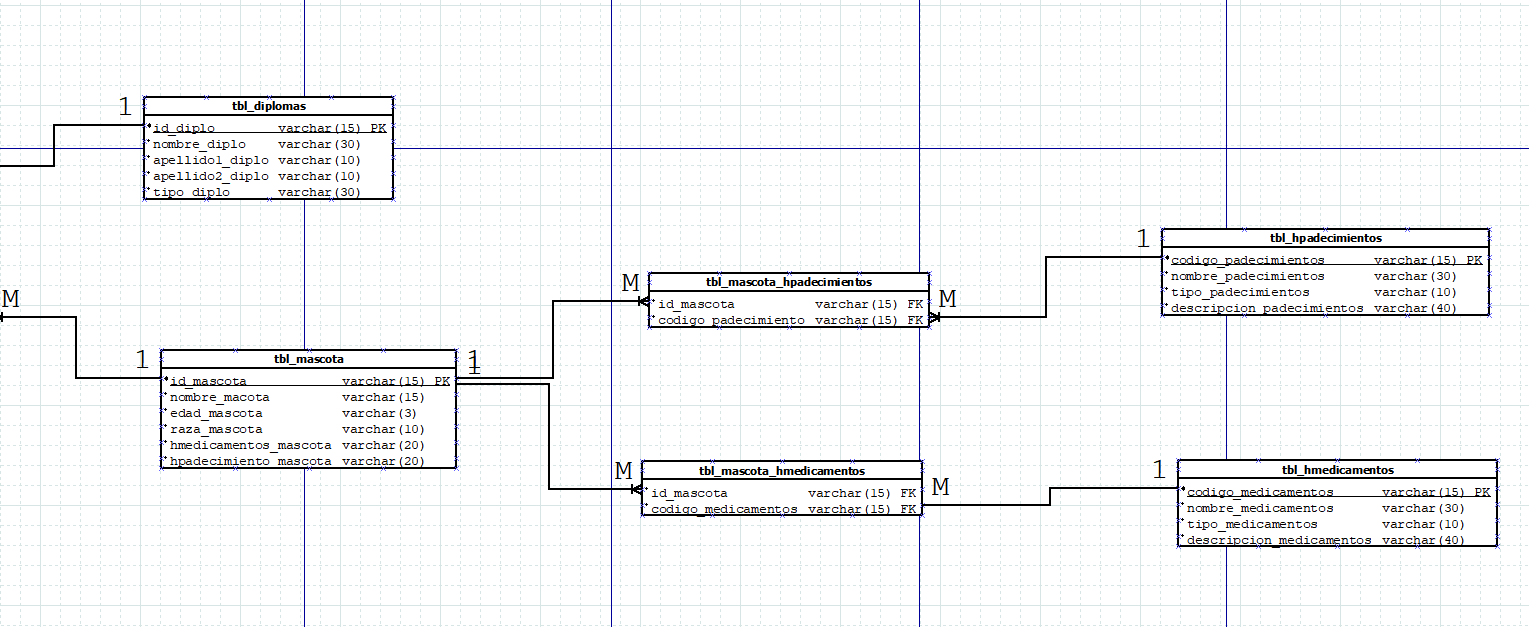 1
tbl_diplomas
id_diplo varchar(15) PK
nombre_diplo varchar(30)
apellido1_diplo varchar(10)
apellido2_diplo varchar(10)
tipo_diplo varchar(30)
1
tbl_hpadecimientos
codigo_padecimientos varchar(15) PK
nombre_padecimientos varchar(30)
tipo_padecimientos varchar(10)
descripcion_padecimientos varchar(40)
M
tbl_mascota_hpadecimientos
id_mascota varchar(15) FK
codigo_padecimiento varchar(15) FK
M
M
1
tbl_mascota
id_mascota varchar(15) PK
nombre_macota varchar(15)
edad_mascota varchar(3)
raza_mascota varchar(10)
hmedicamentos_mascota varchar(20)
hpadecimiento_mascota varchar(20)
1
M
tbl_mascota_hmedicamentos
id_mascota varchar(15) FK
codigo_medicamentos varchar(15) FK
M
1
tbl_hmedicamentos
codigo_medicamentos varchar(15) PK
nombre_medicamentos varchar(30)
tipo_medicamentos varchar(10)
descripcion_medicamentos varchar(40)